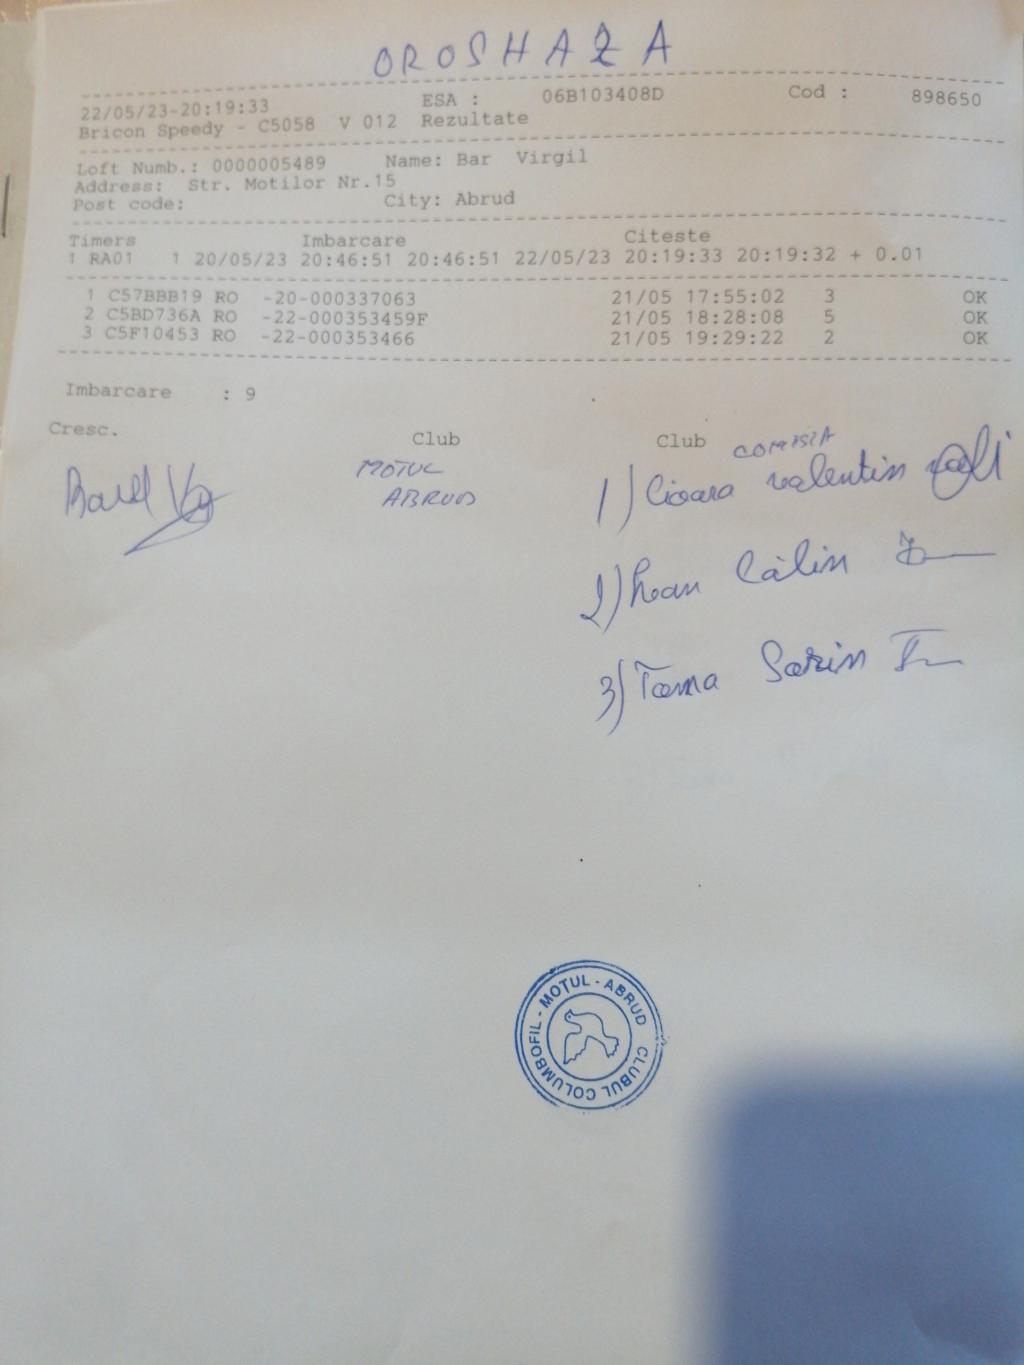 OROSHAZA
22/05/23-20:19:33 ESA : 06B103408D Cod : 898650
Bricon Speedy - C5058 V 012 Rezultate
Loft Numb.: 0000005489 Name: Bar Virgil
Address: Str. Motilor Nr.15
Post code: City: Abrud
Timers Imbarcare Citeste
1 RA01 1 20/05/23 20:46:51 20:46:51 22/05/23 20:19:33 20:19:32 + 0.01
1 C57BBB19 RO -20-000337063 21/05 17:55:02 3 OK
2 C5BD736A RO -22-000353459F 21/05 18:28:08 5 OK
3 C5F10453 RO -22-000353466 21/05 19:29:22 2 OK
Imbarcare : 9
Cresc. Club Club COMISIA
MOTUL
ABRUD
1) Cioara Valentin
2) Călin
3) Toma Sorin
CLUBUL COLUMBOFIL - MOTUL - ABRUD